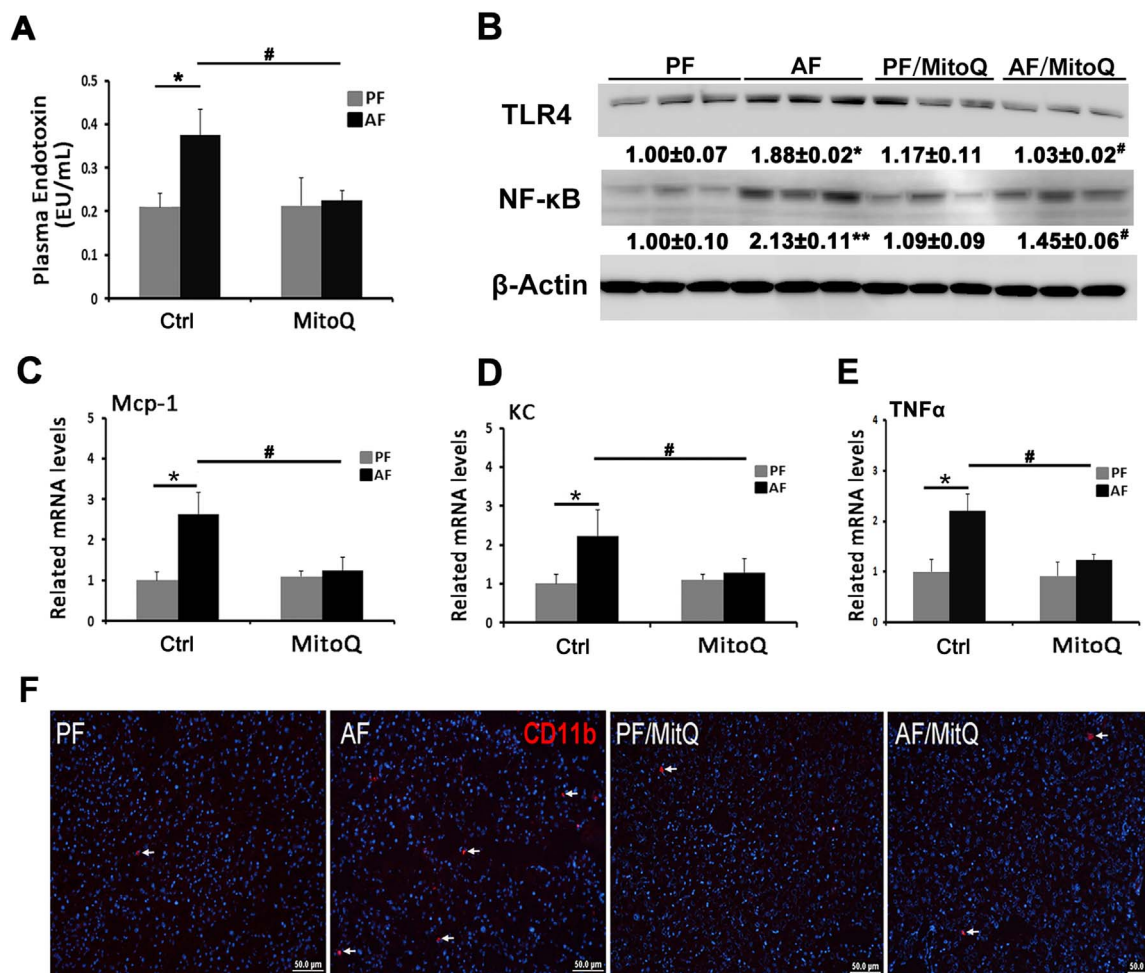 A
#
*
0.5
0.4
0.3
0.2
0.1
0
Plasma Endotoxin
(EU/mL)
PF
AF
Ctrl
MitoQ
B
PF AF PF/MitoQ AF/MitoQ
TLR4
1.00±0.07 1.88±0.02* 1.17±0.11 1.03±0.02#
NF-κB
1.00±0.10 2.13±0.11** 1.09±0.09 1.45±0.06#
β-Actin
C
Mcp-1
Related mRNA levels
5
4
3
2
1
0
#
*
PF
AF
Ctrl
MitoQ
D
KC
Related mRNA levels
5
4
3
2
1
0
#
*
PF
AF
Ctrl
MitoQ
E
TNFα
Related mRNA levels
4
3
2
1
0
#
*
PF
AF
Ctrl
MitoQ
F
PF
50.0 µm
AF CD11b
50.0 µm
PF/MitQ
50.0 µm
AF/MitQ
50.0 µm